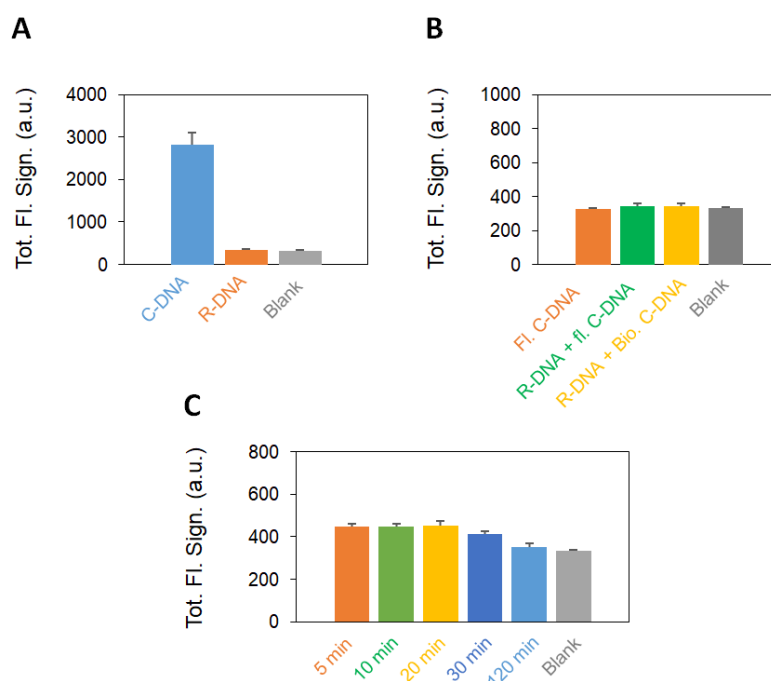 A
Tot. Fl. Sign. (a.u.)
4000
3000
2000
1000
0
C-DNA
R-DNA
Blank
B
Tot. Fl. Sign. (a.u.)
1000
800
600
400
200
0
Fl. C-DNA
R-DNA + fl. C-DNA
R-DNA + Bio. C-DNA
Blank
C
Tot. Fl. Sign. (a.u.)
800
600
400
200
0
5 min
10 min
20 min
30 min
120 min
Blank